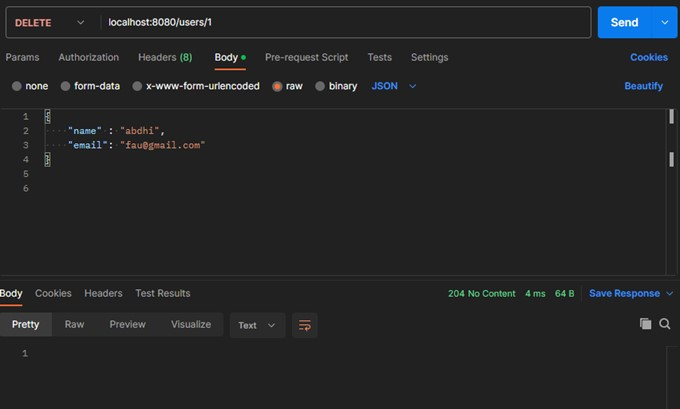 DELETE localhost:8080/users/1 Send
Params Authorization Headers (8) Body Pre-request Script Tests Settings Cookies
none form-data x-www-form-urlencoded raw binary JSON Beautify
1 {
2 "name" : "abdhi",
3 "email": "fau@gmail.com"
4 }
5
6
Body Cookies Headers Test Results 204 No Content 4 ms 64 B Save Response
Pretty Raw Preview Visualize Text
1